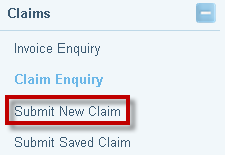 Claims
Invoice Enquiry
Claim Enquiry
Submit New Claim
Submit Saved Claim